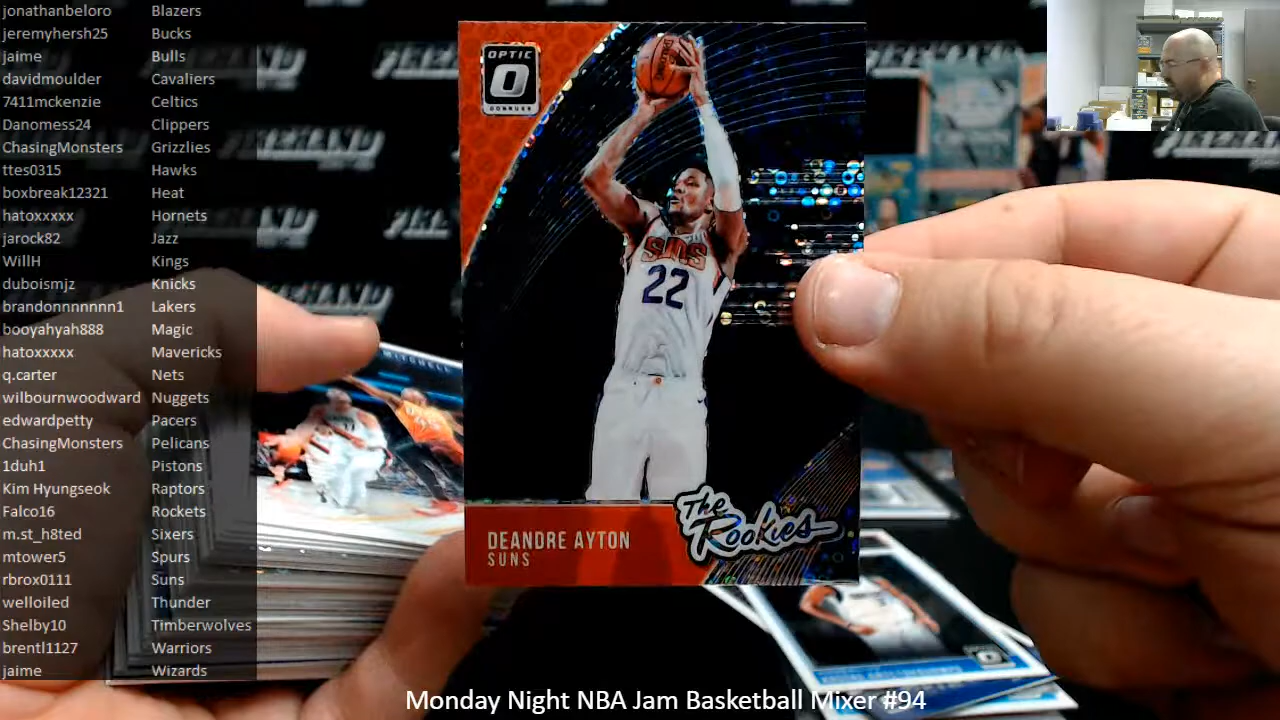 jonathanbeloro Blazers
jeremyhersh25 Bucks
jaime Bulls
davidmoulder Cavaliers
7411mckenzie Celtics
Danomess24 Clippers
ChasingMonsters Grizzlies
ttes0315 Hawks
boxbreak12321 Heat
hatoxxxxx Hornets
jarock82 Jazz
WillH Kings
duboismjz Knicks
brandonnnnnnn1 Lakers
booyahyah888 Magic
hatoxxxxx Mavericks
q.carter Nets
wilbournwoodward Nuggets
edwardpetty Pacers
ChasingMonsters Pelicans
1duh1 Pistons
Kim Hyungseok Raptors
Falco16 Rockets
m.st_h8ted Sixers
mtower5 Spurs
rbrox0111 Suns
welloiled Thunder
Shelby10 Timberwolves
brentl1127 Warriors
jaime Wizards
OPTIC
O
DONRUSS
SPALDING
SUNS
22
The
Rookies
DEANDRE AYTON
SUNS
MITCHELL
Monday Night NBA Jam Basketball Mixer #94